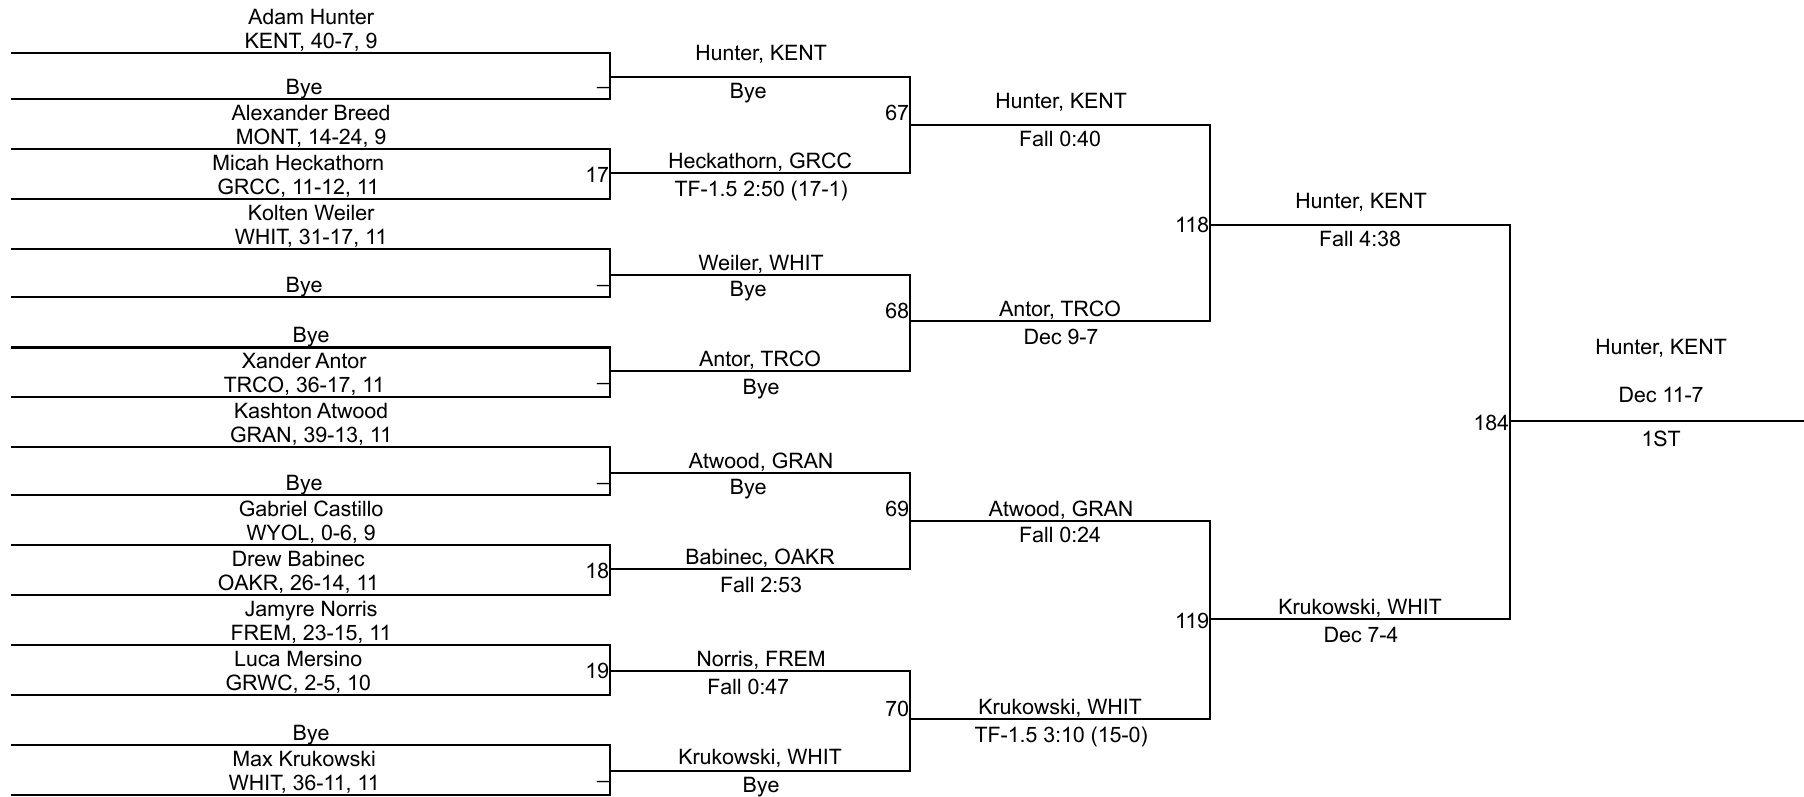 Adam Hunter
KENT, 40-7, 9
Bye
Alexander Breed
MONT, 14-24, 9
Micah Heckathorn
GRCC, 11-12, 11
17
Kolten Weiler
WHIT, 31-17, 11
Bye
Bye
Xander Antor
TRCO, 36-17, 11
Kashton Atwood
GRAN, 39-13, 11
Bye
Gabriel Castillo
WYOL, 0-6, 9
Drew Babinec
OAKR, 26-14, 11
18
Jamyre Norris
FREM, 23-15, 11
Luca Mersino
GRWC, 2-5, 10
19
Bye
Max Krukowski
WHIT, 36-11, 11
Hunter, KENT
Bye
67
Heckathorn, GRCC
TF-1.5 2:50 (17-1)
Weiler, WHIT
Bye
68
Antor, TRCO
Bye
Atwood, GRAN
Bye
69
Babinec, OAKR
Fall 2:53
Norris, FREM
Fall 0:47
70
Krukowski, WHIT
Bye
Hunter, KENT
Fall 0:40
118
Antor, TRCO
Dec 9-7
Atwood, GRAN
Fall 0:24
119
Krukowski, WHIT
TF-1.5 3:10 (15-0)
Hunter, KENT
Fall 4:38
184
Krukowski, WHIT
Dec 7-4
Hunter, KENT
Dec 11-7
1ST